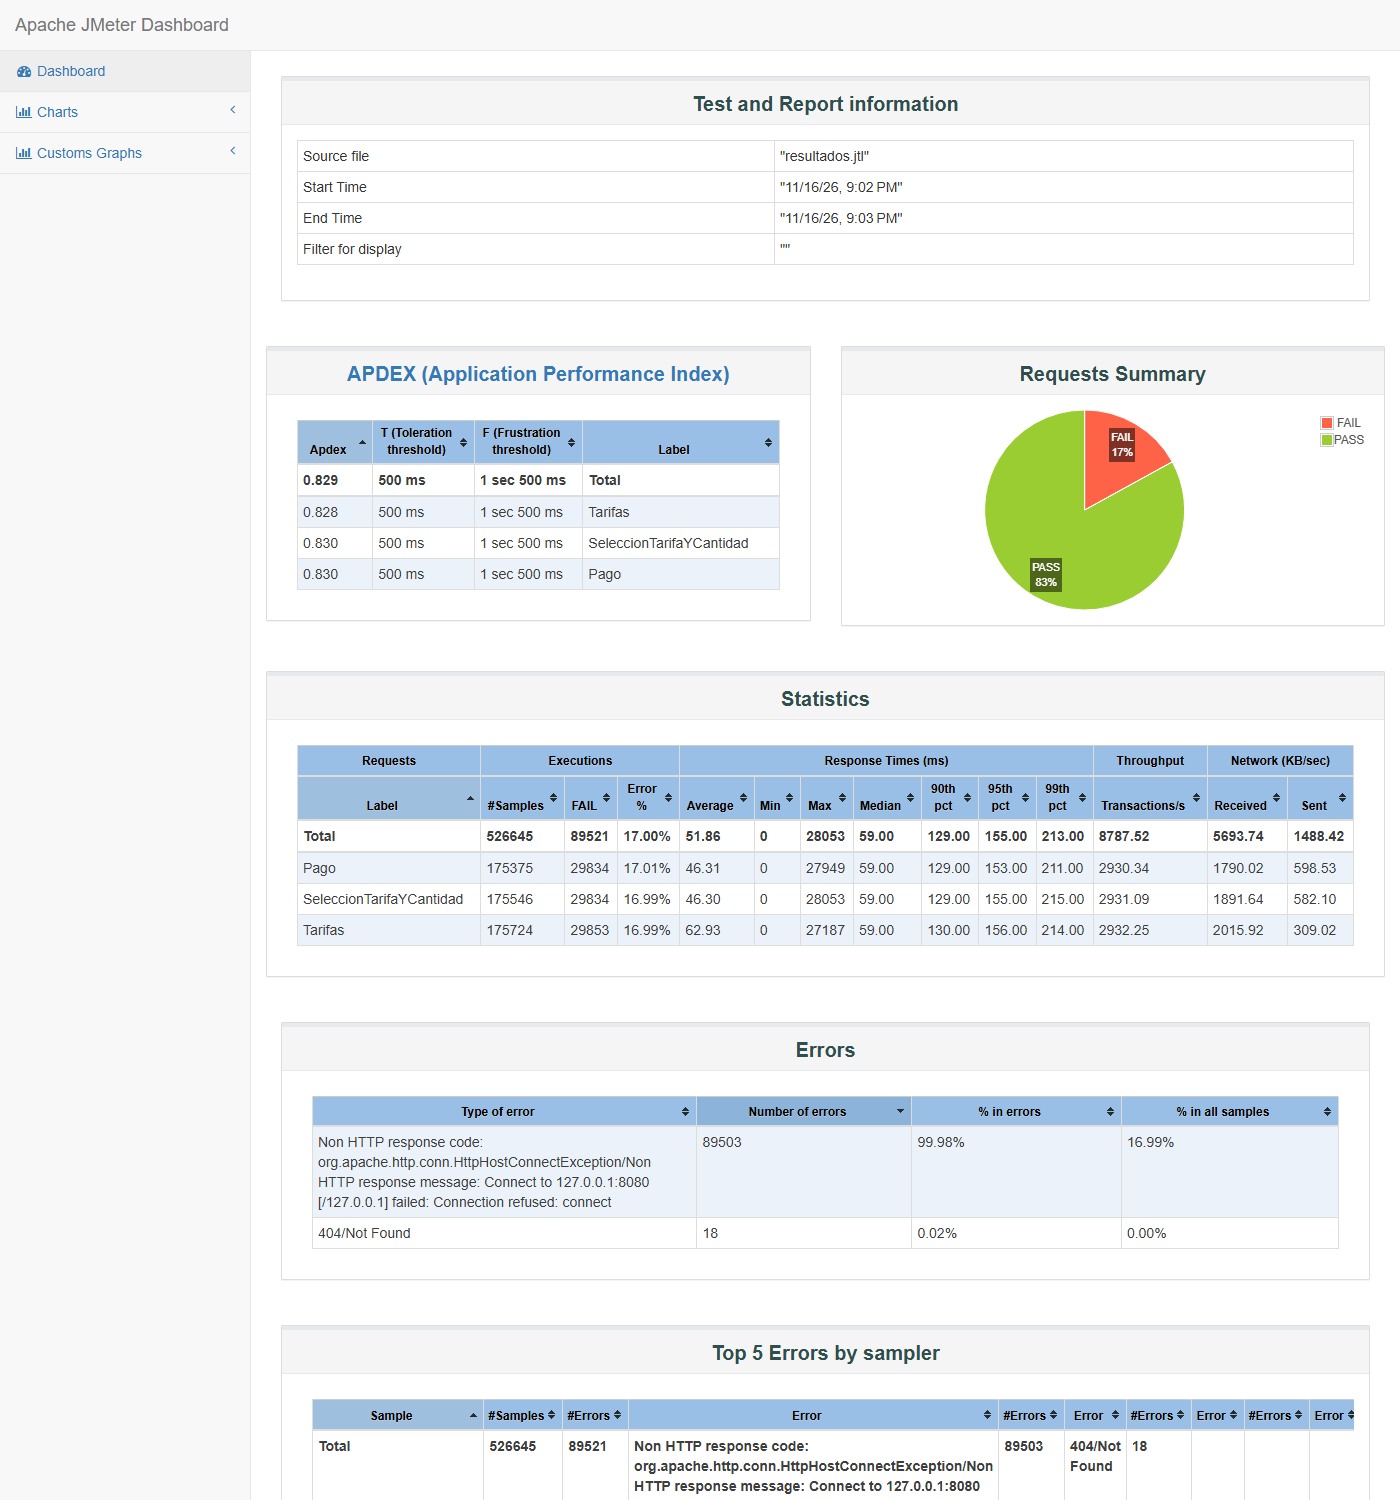 Apache JMeter Dashboard
Dashboard
Charts
Customs Graphs
Test and Report information
Source file "resultados.jtl"
Start Time "11/16/26, 9:02 PM"
End Time "11/16/26, 9:03 PM"
Filter for display ""
APDEX (Application Performance Index)
Apdex T (Toleration threshold) F (Frustration threshold) Label
0.829 500 ms 1 sec 500 ms Total
0.828 500 ms 1 sec 500 ms Tarifas
0.830 500 ms 1 sec 500 ms SeleccionTarifaYCantidad
0.830 500 ms 1 sec 500 ms Pago
Requests Summary
FAIL
PASS
FAIL
17%
PASS
83%
Statistics
Requests Executions Response Times (ms) Throughput Network (KB/sec)
Label #Samples FAIL Error % Average Min Max Median 90th pct 95th pct 99th pct Transactions/s Received Sent
Total 526645 89521 17.00% 51.86 0 28053 59.00 129.00 155.00 213.00 8787.52 5693.74 1488.42
Pago 175375 29834 17.01% 46.31 0 27949 59.00 129.00 153.00 211.00 2930.34 1790.02 598.53
SeleccionTarifaYCantidad 175546 29834 16.99% 46.30 0 28053 59.00 129.00 155.00 215.00 2931.09 1891.64 582.10
Tarifas 175724 29853 16.99% 62.93 0 27187 59.00 130.00 156.00 214.00 2932.25 2015.92 309.02
Errors
Type of error Number of errors % in errors % in all samples
Non HTTP response code: 89503 99.98% 16.99%
org.apache.http.conn.HttpHostConnectException/Non
HTTP response message: Connect to 127.0.0.1:8080
[/127.0.0.1] failed: Connection refused: connect
404/Not Found 18 0.02% 0.00%
Top 5 Errors by sampler
Sample #Samples #Errors Error #Errors Error #Errors Error #Errors Error
Total 526645 89521 Non HTTP response code: 89503 404/Not 18
org.apache.http.conn.HttpHostConnectException/Non Found
HTTP response message: Connect to 127.0.0.1:8080